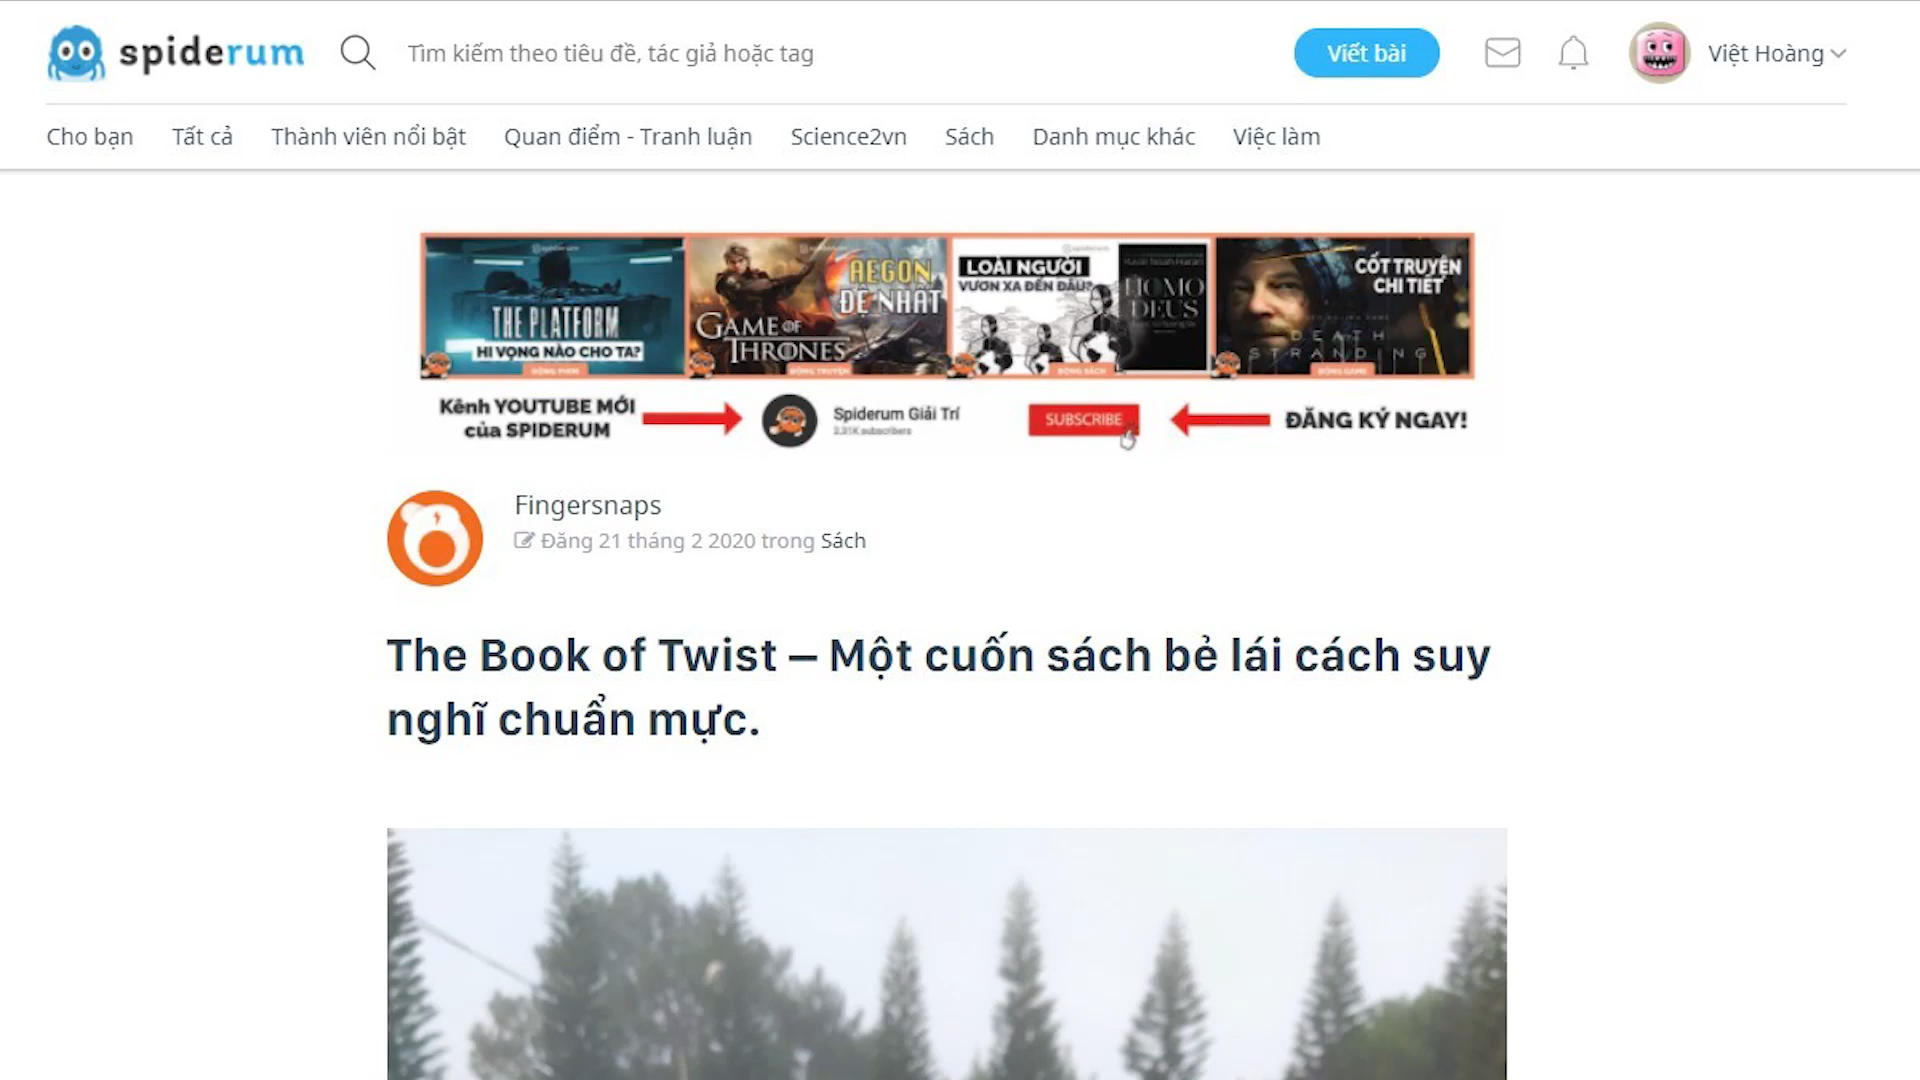 spiderum
Tìm kiếm theo tiêu đề, tác giả hoặc tag
Viết bài
Việt Hoàng
Cho bạn
Tất cả
Thành viên nổi bật
Quan điểm - Tranh luận
Science2vn
Sách
Danh mục khác
Việc làm
THE PLATFORM
HI VỌNG NÀO CHO TA?
AEGON
ĐỆ NHẤT
GAME OF
THRONES
LOÀI NGƯỜI
VƯƠN XA ĐẾN ĐÂU?
HOMO
DEUS
CỐT TRUYỆN
CHI TIẾT
DEATH
STRANDING
Kênh YOUTUBE MỚI
của SPIDERUM
Spiderum Giải Trí
2.31K subscribers
SUBSCRIBE
ĐĂNG KÝ NGAY!
Fingersnaps
Đăng 21 tháng 2 2020 trong Sách
The Book of Twist — Một cuốn sách bẻ lái cách suy
nghĩ chuẩn mực.